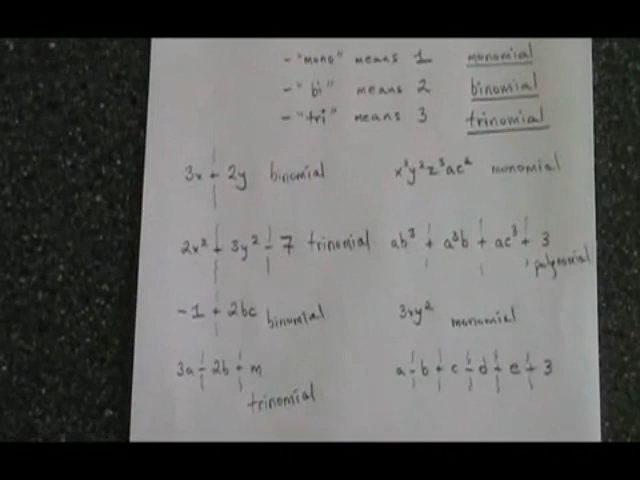 - "mono" means 1 monomial
- "bi" means 2 binomial
- "tri" means 3 trinomial
3x + 2y binomial
x³y²z³ac² monomial
2x² + 3y² - 7 trinomial
ab³ + a³b + ac³ + 3 polynomial
-1 + 2bc binomial
3xy² monomial
3a - 2b + m trinomial
a - b + c - d + e + 3